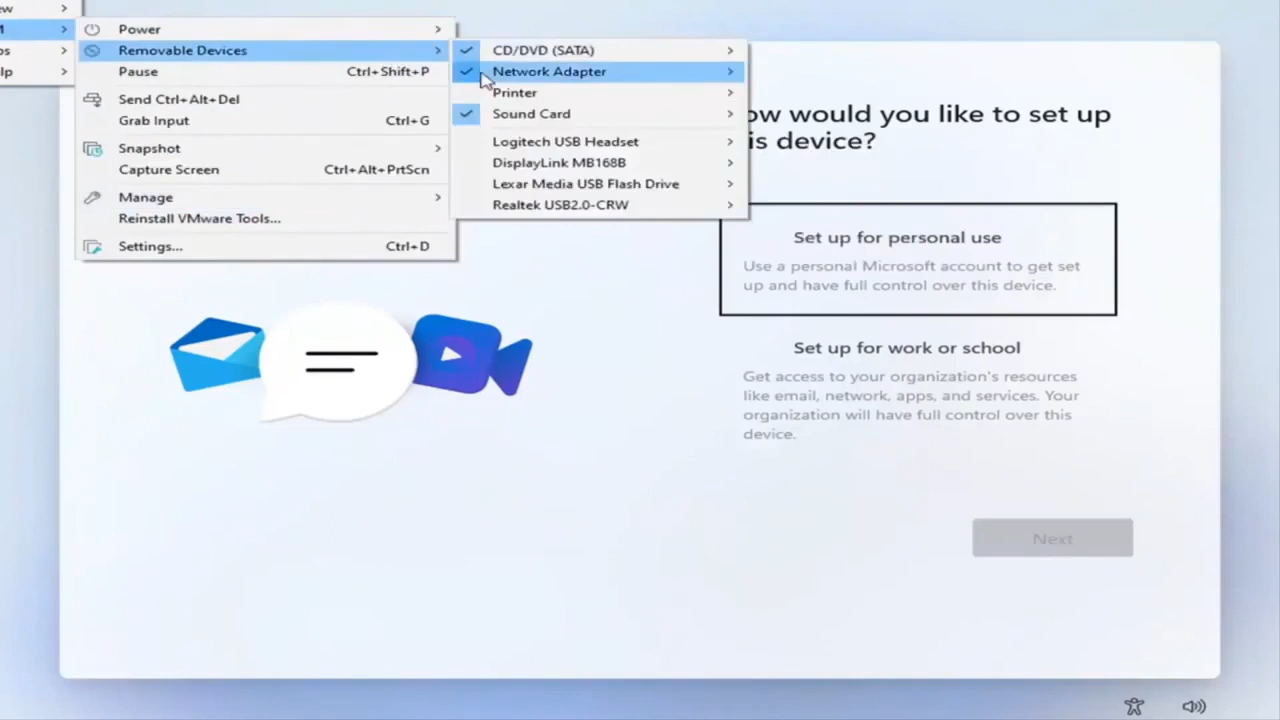 ew
M
Power
Removable Devices
Pause Ctrl+Shift+P
Send Ctrl+Alt+Del
Grab Input Ctrl+G
Snapshot
Capture Screen Ctrl+Alt+PrtScn
Manage
Reinstall VMware Tools...
Settings... Ctrl+D
os
lp
CD/DVD (SATA)
Network Adapter
Printer
Sound Card
Logitech USB Headset
DisplayLink MB168B
Lexar Media USB Flash Drive
Realtek USB2.0-CRW
ow would you like to set up
is device?
Set up for personal use
Use a personal Microsoft account to get set
up and have full control over this device.
Set up for work or school
Get access to your organization's resources
like email, network, apps, and services. Your
organization will have full control over this
device.
Next